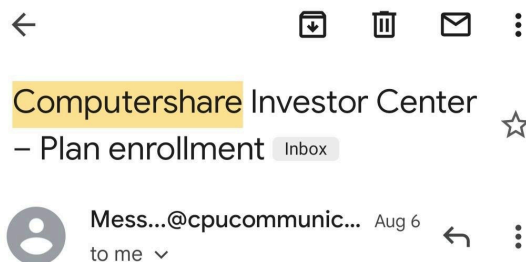 Computershare Investor Center
– Plan enrollment Inbox
Mess...@cpucommunic... Aug 6
to me